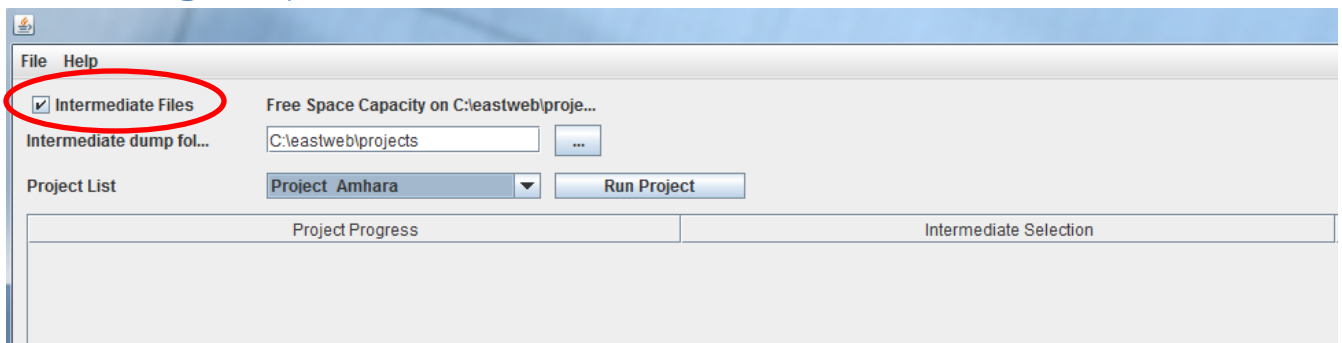 File Help
Intermediate Files Free Space Capacity on C:\eastweb\proje...
Intermediate dump fol... C:\eastweb\projects ...
Project List Project Amhara Run Project
Project Progress Intermediate Selection